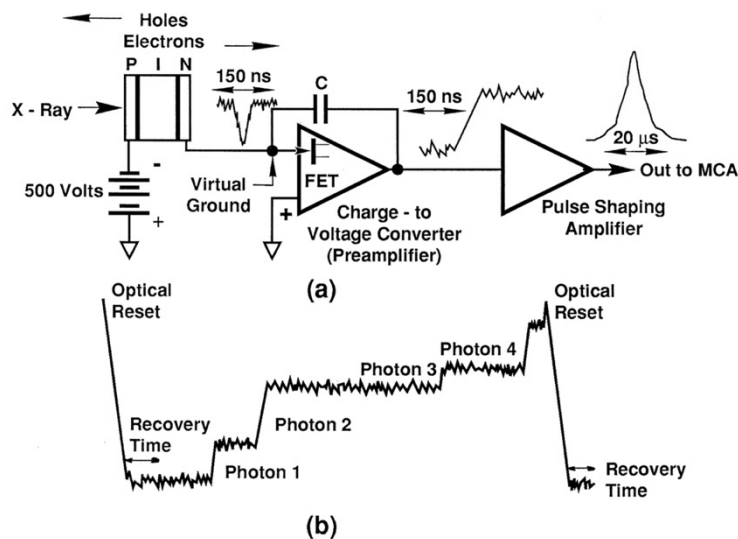 Holes
Electrons
P I N
150 ns
C
150 ns
X - Ray
20 µs
Out to MCA
FET
-
500 Volts
+
Virtual
Ground
+
Charge - to
Voltage Converter
(Preamplifier)
Pulse Shaping
Amplifier
(a)
Optical
Reset
Optical
Reset
Photon 4
Photon 3
Photon 2
Recovery
Time
Photon 1
Recovery
Time
(b)